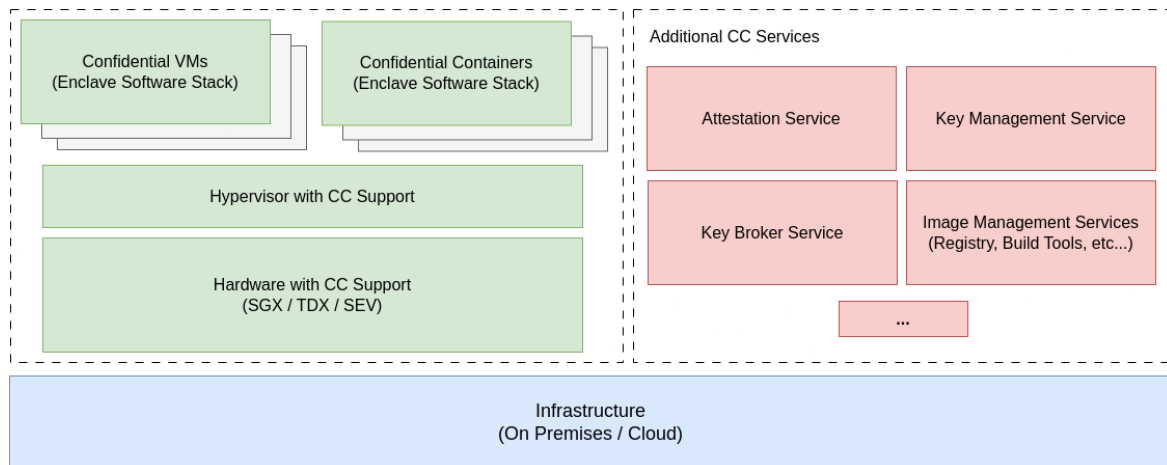 Confidential VMs
(Enclave Software Stack)
Confidential Containers
(Enclave Software Stack)
Hypervisor with CC Support
Hardware with CC Support
(SGX / TDX / SEV)
Additional CC Services
Attestation Service
Key Management Service
Key Broker Service
Image Management Services
(Registry, Build Tools, etc...)
...
Infrastructure
(On Premises / Cloud)